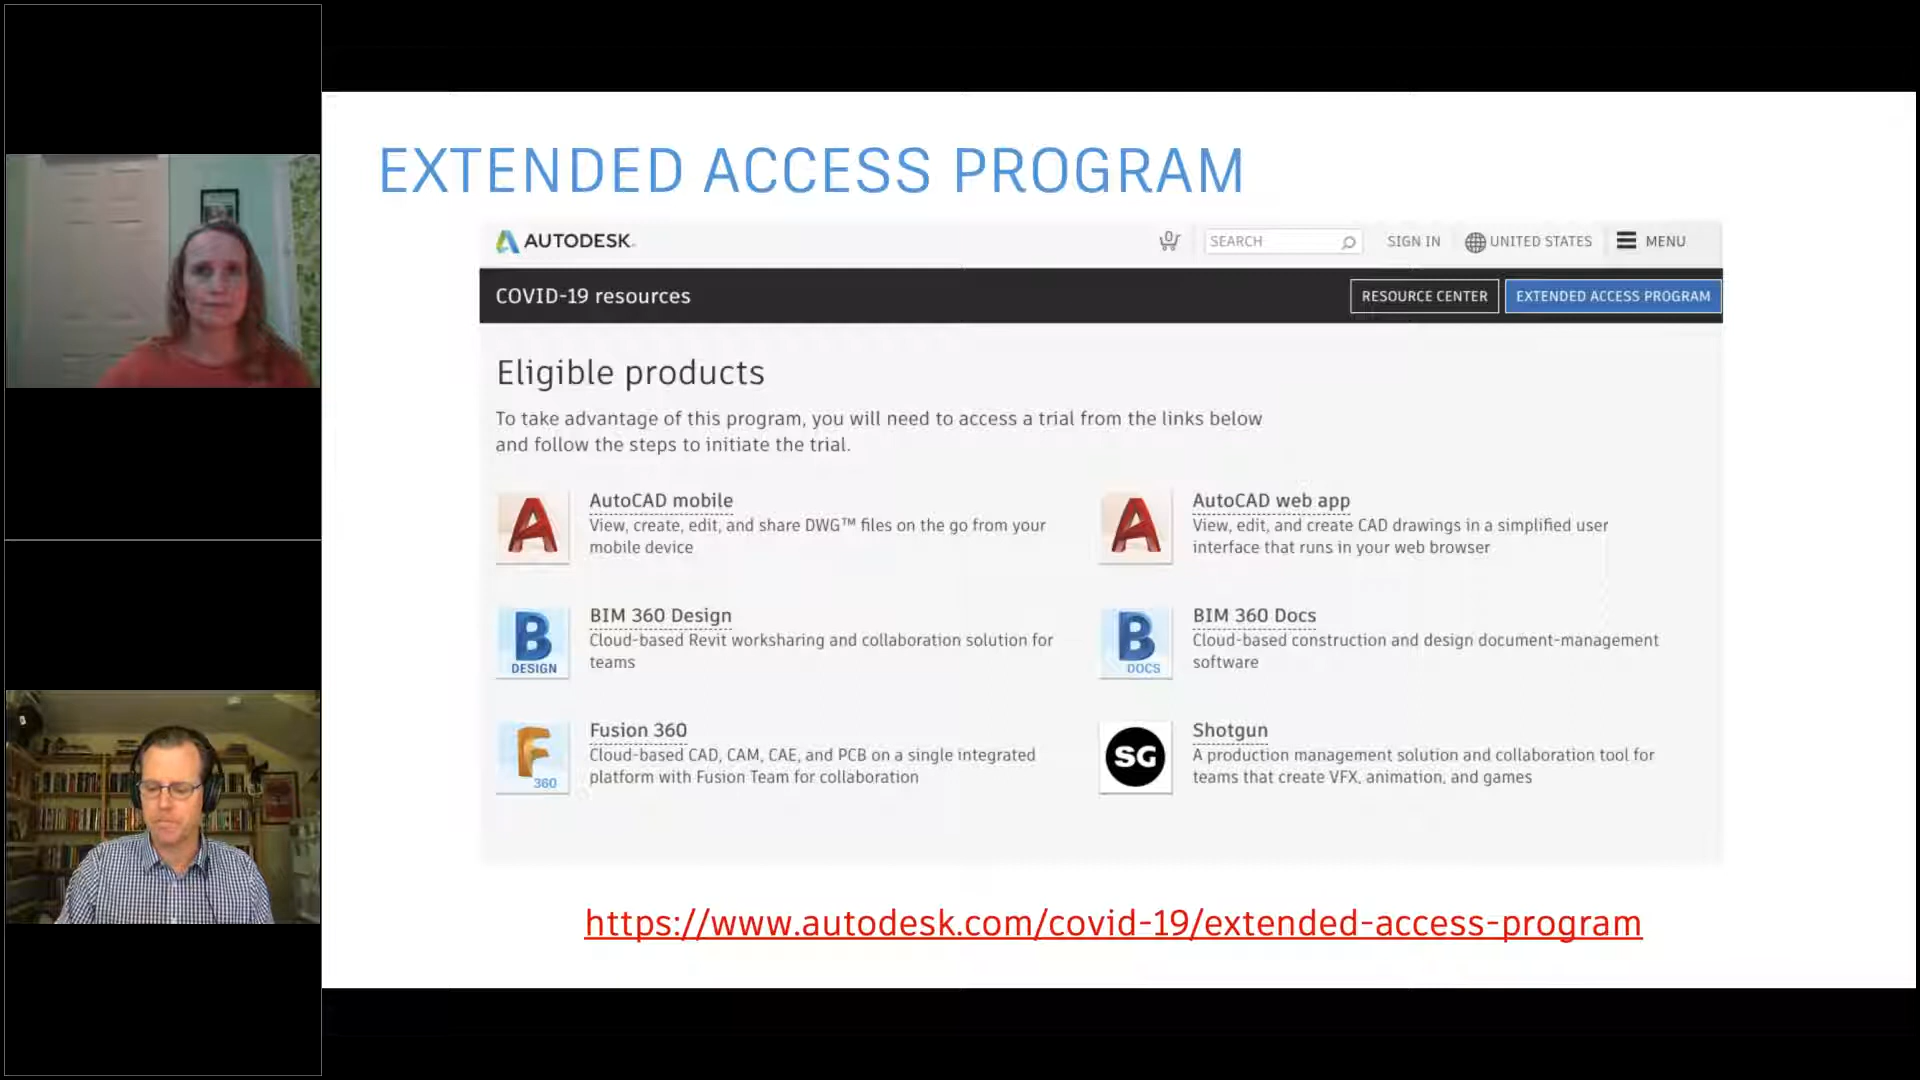 EXTENDED ACCESS PROGRAM
AUTODESK
0
SEARCH
SIGN IN
UNITED STATES
MENU
COVID-19 resources
RESOURCE CENTER
EXTENDED ACCESS PROGRAM
Eligible products
To take advantage of this program, you will need to access a trial from the links below
and follow the steps to initiate the trial.
AutoCAD mobile
View, create, edit, and share DWG™ files on the go from your
mobile device
AutoCAD web app
View, edit, and create CAD drawings in a simplified user
interface that runs in your web browser
B
DESIGN
BIM 360 Design
Cloud-based Revit worksharing and collaboration solution for
teams
B
DOCS
BIM 360 Docs
Cloud-based construction and design document-management
software
F
360
Fusion 360
Cloud-based CAD, CAM, CAE, and PCB on a single integrated
platform with Fusion Team for collaboration
SG
Shotgun
A production management solution and collaboration tool for
teams that create VFX, animation, and games
https://www.autodesk.com/covid-19/extended-access-program